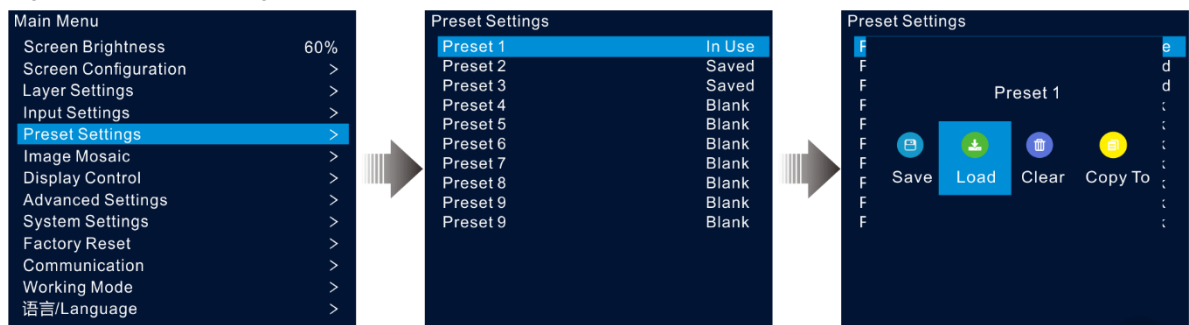 Main Menu
Screen Brightness 60%
Screen Configuration >
Layer Settings >
Input Settings >
Preset Settings >
Image Mosaic >
Display Control >
Advanced Settings >
System Settings >
Factory Reset >
Communication >
Working Mode >
语言/Language >
Preset Settings
Preset 1 In Use
Preset 2 Saved
Preset 3 Saved
Preset 4 Blank
Preset 5 Blank
Preset 6 Blank
Preset 7 Blank
Preset 8 Blank
Preset 9 Blank
Preset 9 Blank
Preset Settings
Preset 1
Save Load Clear Copy To